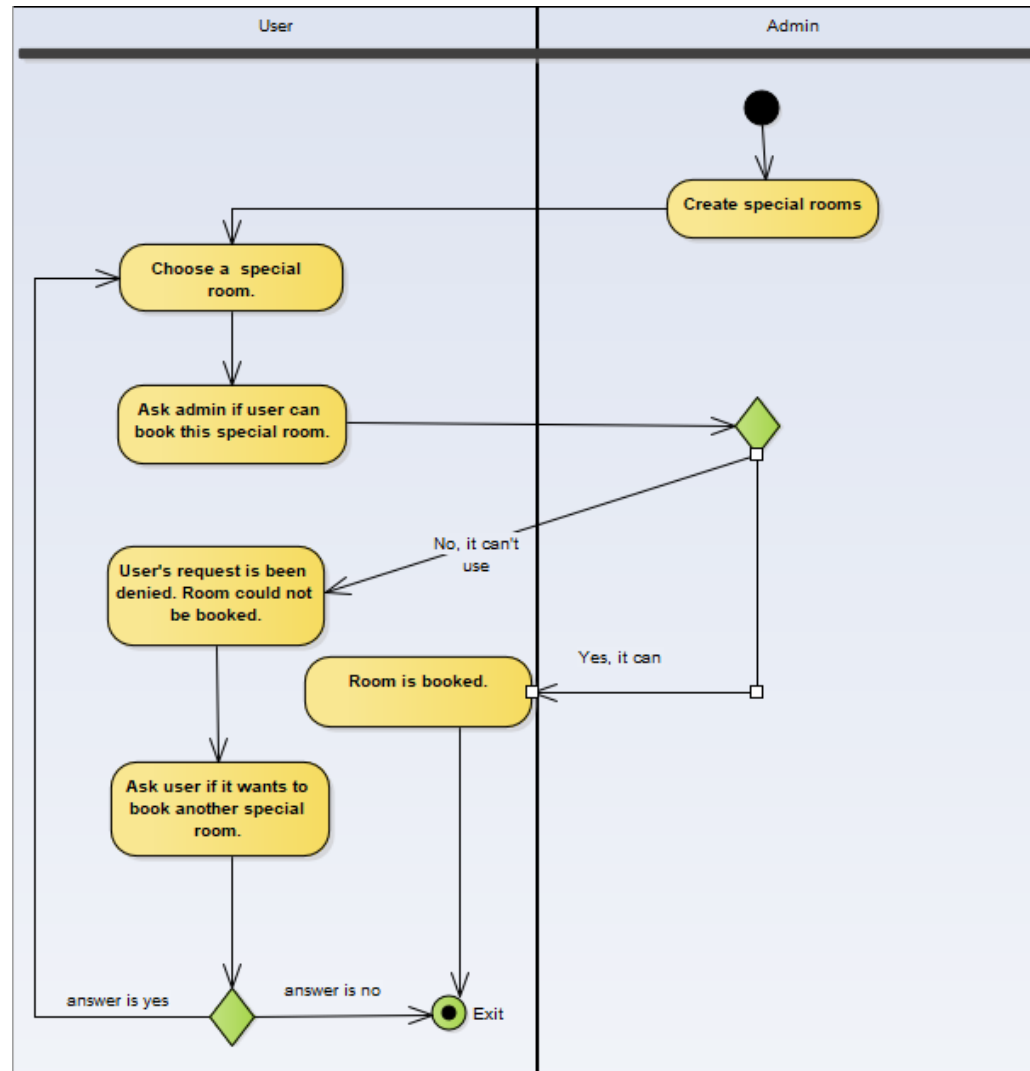 User
Admin
Create special rooms
Choose a special
room.
Ask admin if user can
book this special room.
No, it can't
use
User's request is been
denied. Room could not
be booked.
Yes, it can
Room is booked.
Ask user if it wants to
book another special
room.
answer is yes
answer is no
Exit